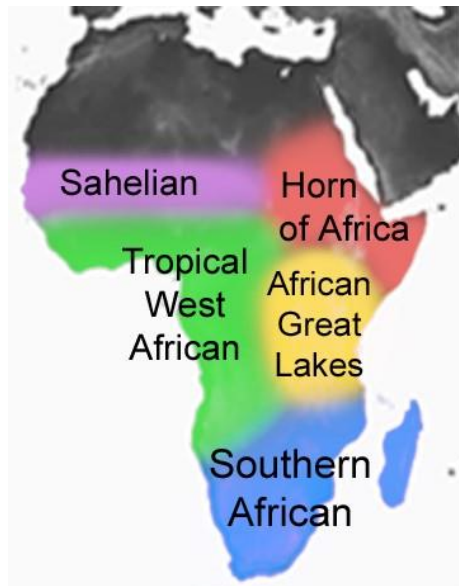 Sahelian
Horn
of Africa
Tropical
West
African
African
Great
Lakes
Southern
African